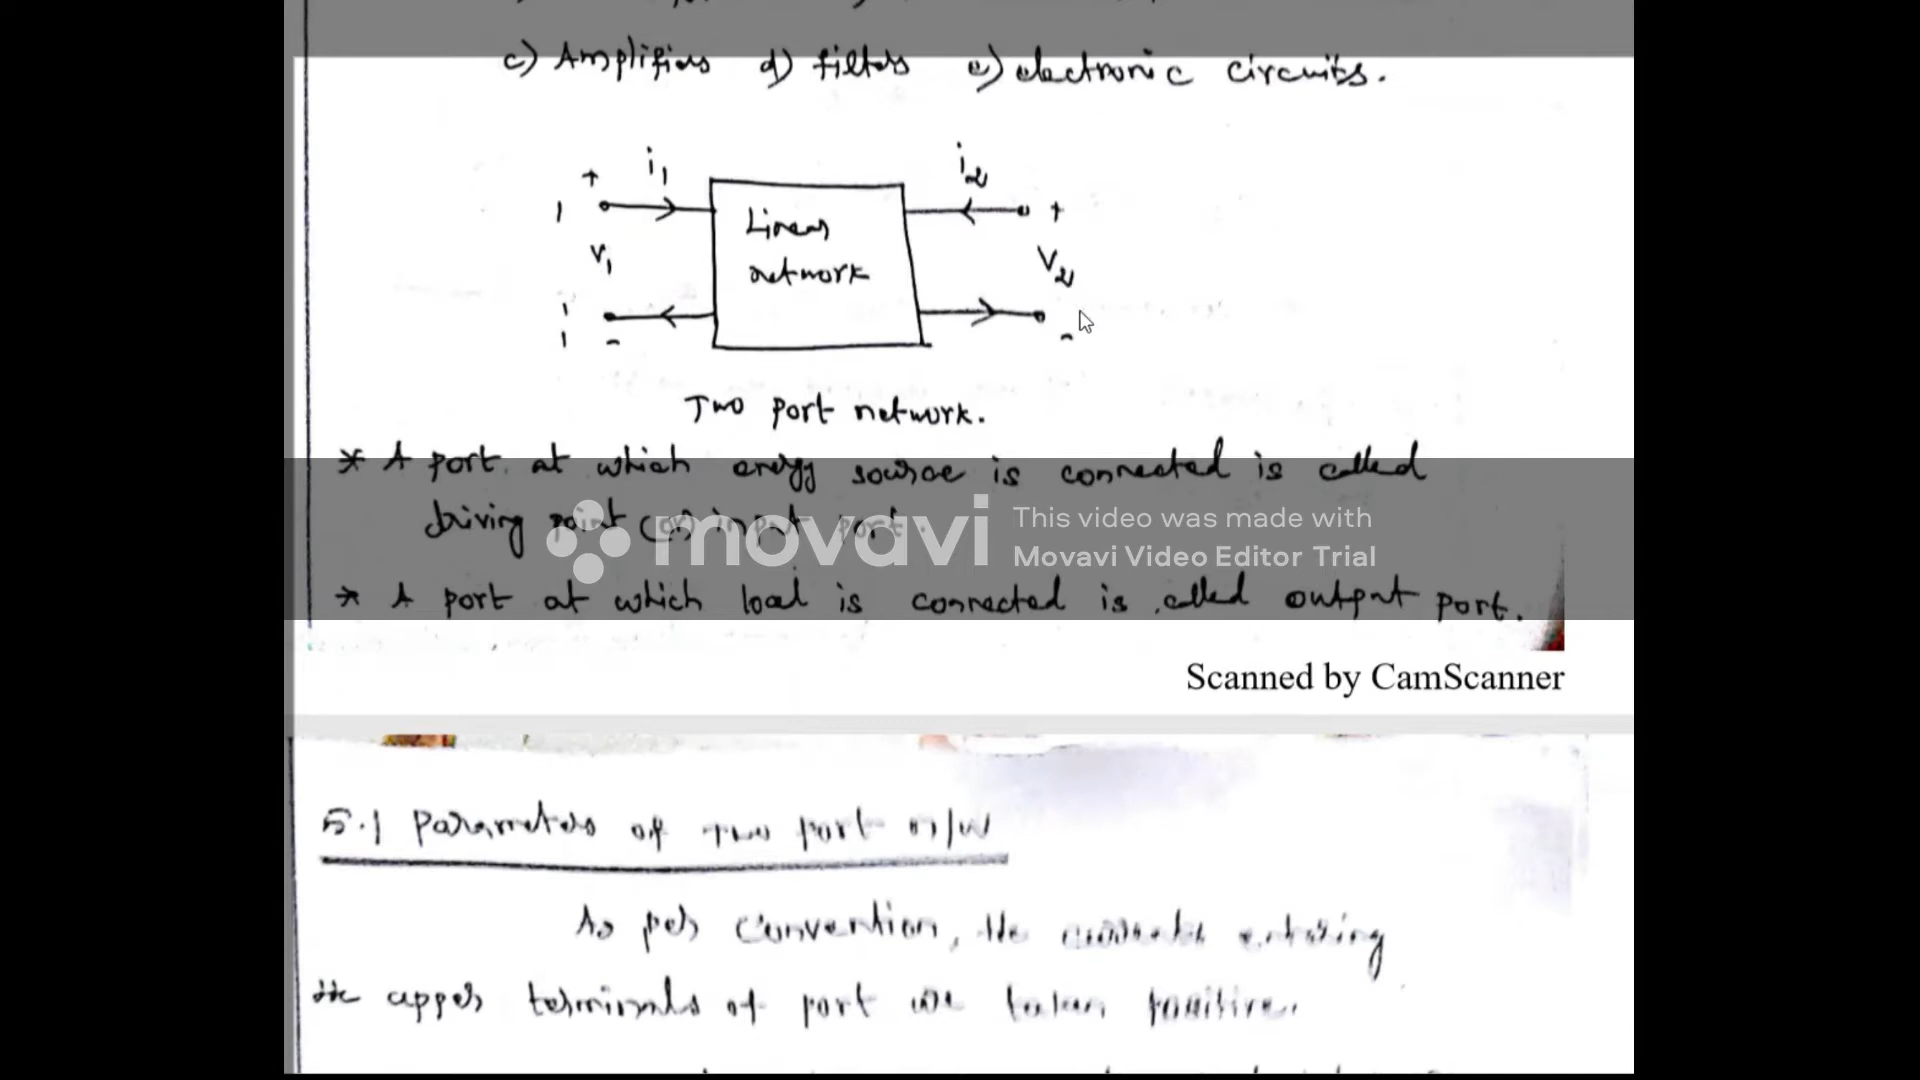 c) Amplifiers d) filters e) electronic circuits.
+ i1 i2
1 +
Linear
V1 network V2
1
1 - -
Two port network.
* A port at which energy source is connected is called
driving point (or) input port.
movavi This video was made with
Movavi Video Editor Trial
* A port at which load is connected is called output port.
Scanned by CamScanner
5.1 Parameters of Two port n/w
As per convention, the currents entering
the upper terminals of port are taken positive.